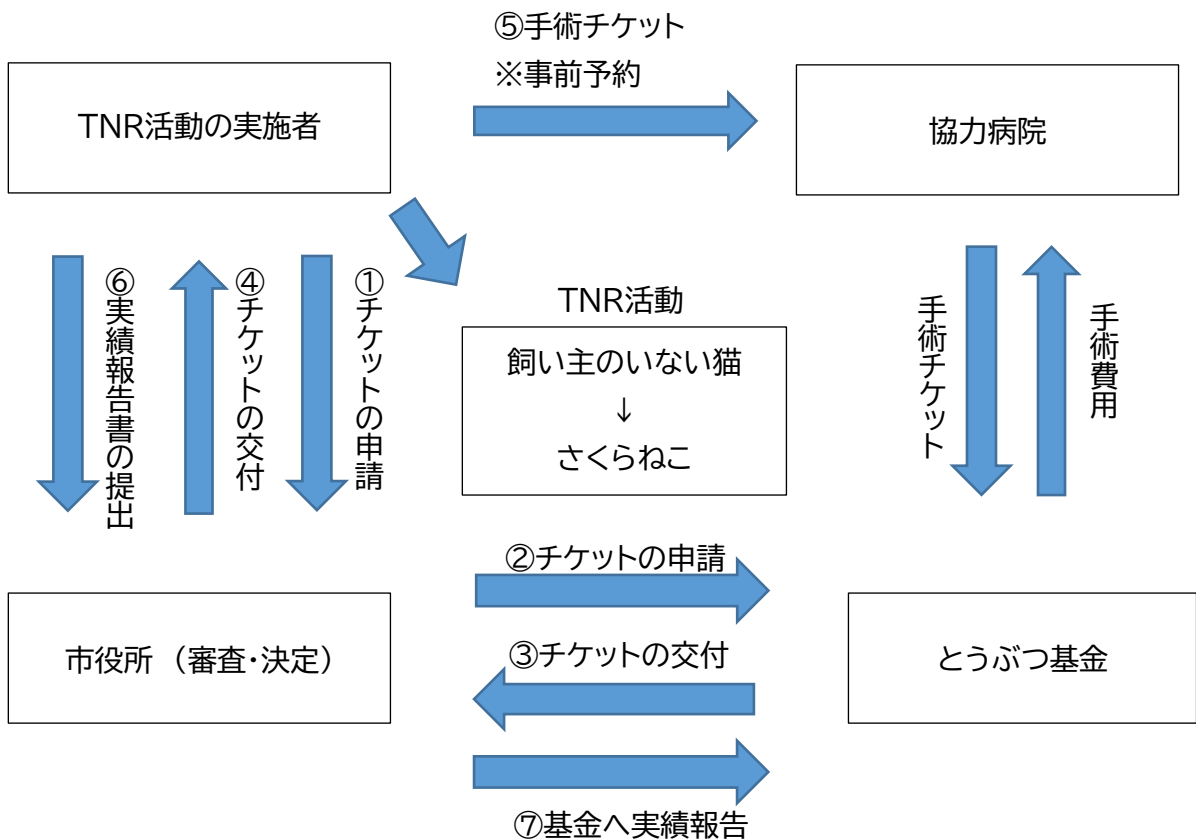 ⑤手術チケット
※事前予約
TNR活動の実施者
協力病院
⑥実績報告書の提出
④チケットの交付
①チケットの申請
TNR活動
飼い主のいない猫
↓
さくらねこ
手術チケット
手術費用
②チケットの申請
市役所 (審査・決定)
③チケットの交付
とうぶつ基金
⑦基金へ実績報告